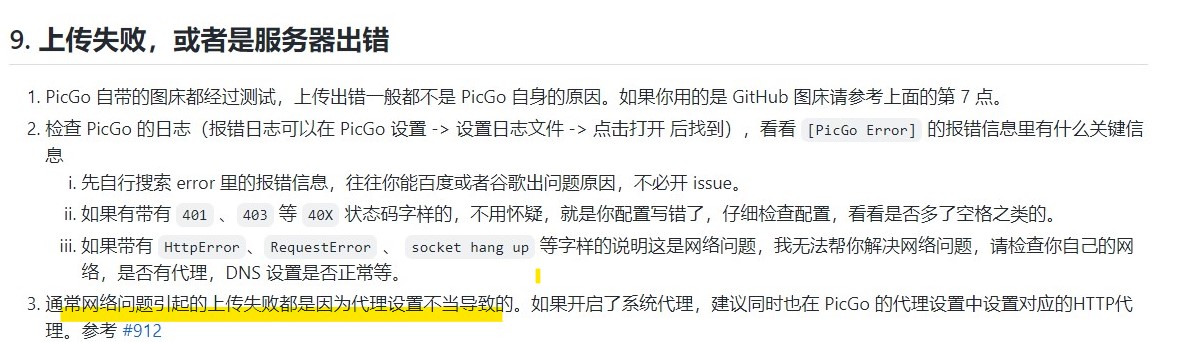 9. 上传失败，或者是服务器出错
1. PicGo 自带的图床都经过测试，上传出错一般都不是 PicGo 自身的原因。如果你用的是 GitHub 图床请参考上面的第 7 点。
2. 检查 PicGo 的日志（报错日志可以在 PicGo 设置 -> 设置日志文件 -> 点击打开 后找到），看看 [PicGo Error] 的报错信息里有什么关键信
息
i. 先自行搜索 error 里的报错信息，往往你能百度或者谷歌出问题原因，不必开 issue。
ii. 如果有带有 401 、 403 等 40X 状态码字样的，不用怀疑，就是你配置写错了，仔细检查配置，看看是否多了空格之类的。
iii. 如果带有 HttpError 、 RequestError 、 socket hang up 等字样的说明这是网络问题，我无法帮你解决网络问题，请检查你自己的网
络，是否有代理，DNS 设置是否正常等。
3. 通常网络问题引起的上传失败都是因为代理设置不当导致的。如果开启了系统代理，建议同时也在 PicGo 的代理设置中设置对应的HTTP代
理。参考 #912